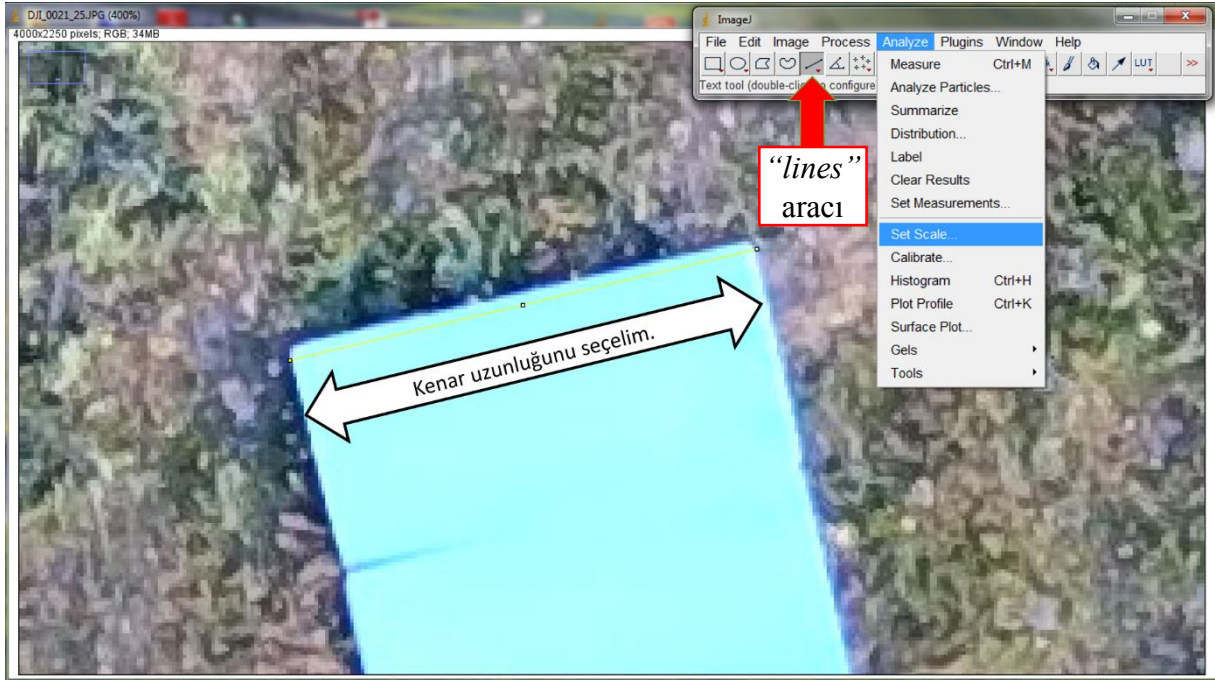 DJI_0021_25.JPG (400%)
4000x2250 pixels; RGB; 34MB
ImageJ
File Edit Image Process Analyze Plugins Window Help
LUT
>>
Text tool (double-cli
configure
Measure Ctrl+M
Analyze Particles...
Summarize
Distribution...
Label
Clear Results
Set Measurements...
Set Scale...
Calibrate...
Histogram Ctrl+H
Plot Profile Ctrl+K
Surface Plot...
Gels
Tools
“lines”
aracı
Kenar uzunluğunu seçelim.